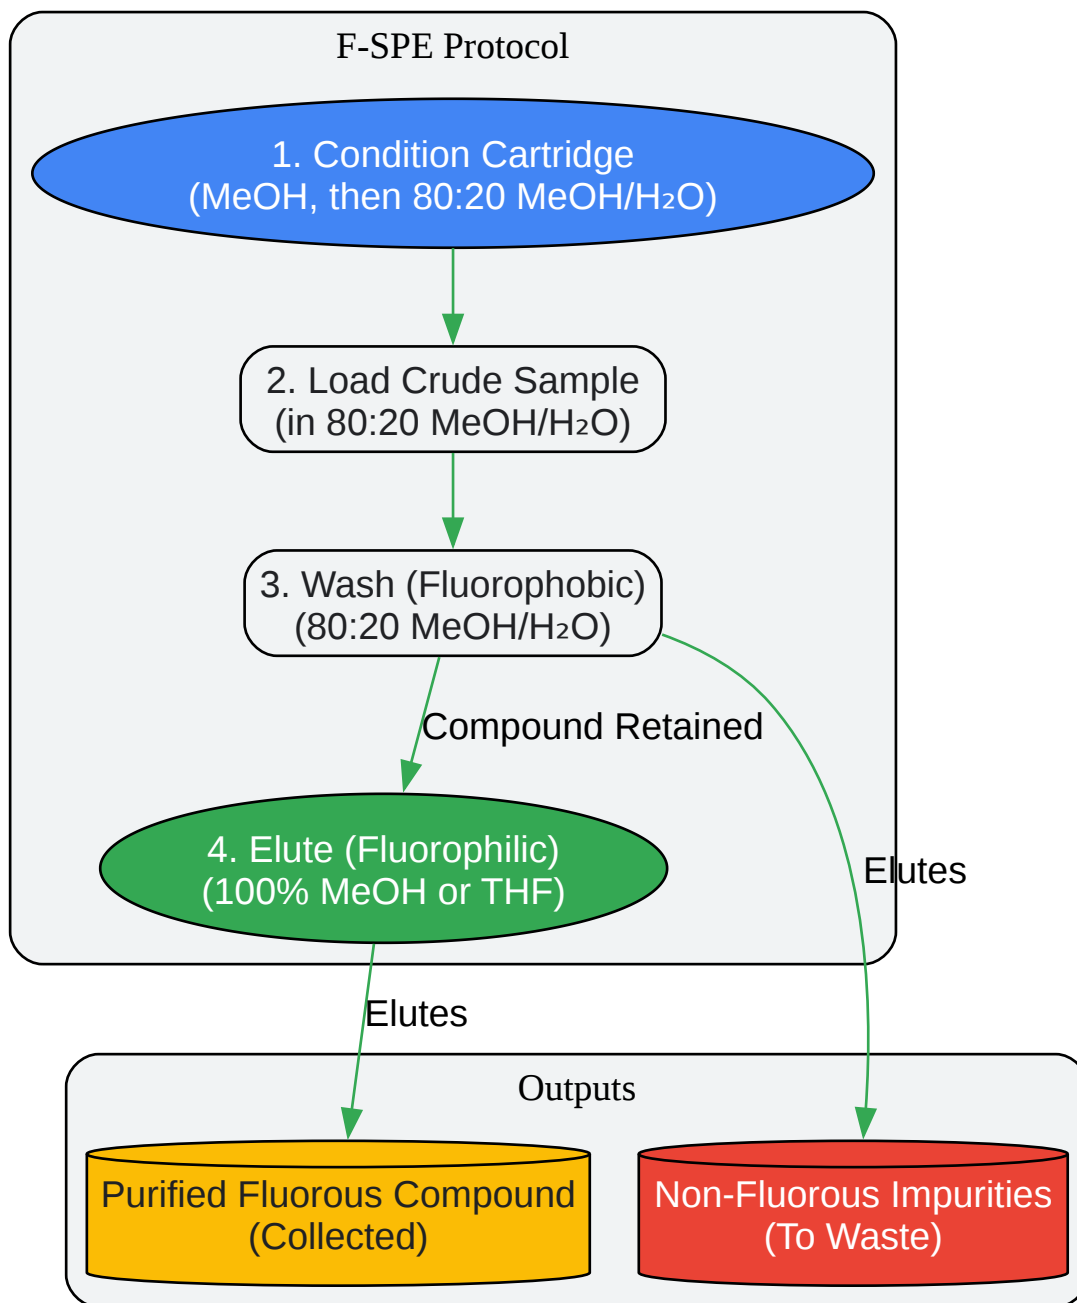 F-SPE Protocol
1. Condition Cartridge
(MeOH, then 80:20 MeOH/H₂O)
2. Load Crude Sample
(in 80:20 MeOH/H₂O)
3. Wash (Fluorophobic)
(80:20 MeOH/H₂O)
Compound Retained
4. Elute (Fluorophilic)
(100% MeOH or THF)
Elutes
Elutes
Outputs
Purified Fluorous Compound
(Collected)
Non-Fluorous Impurities
(To Waste)